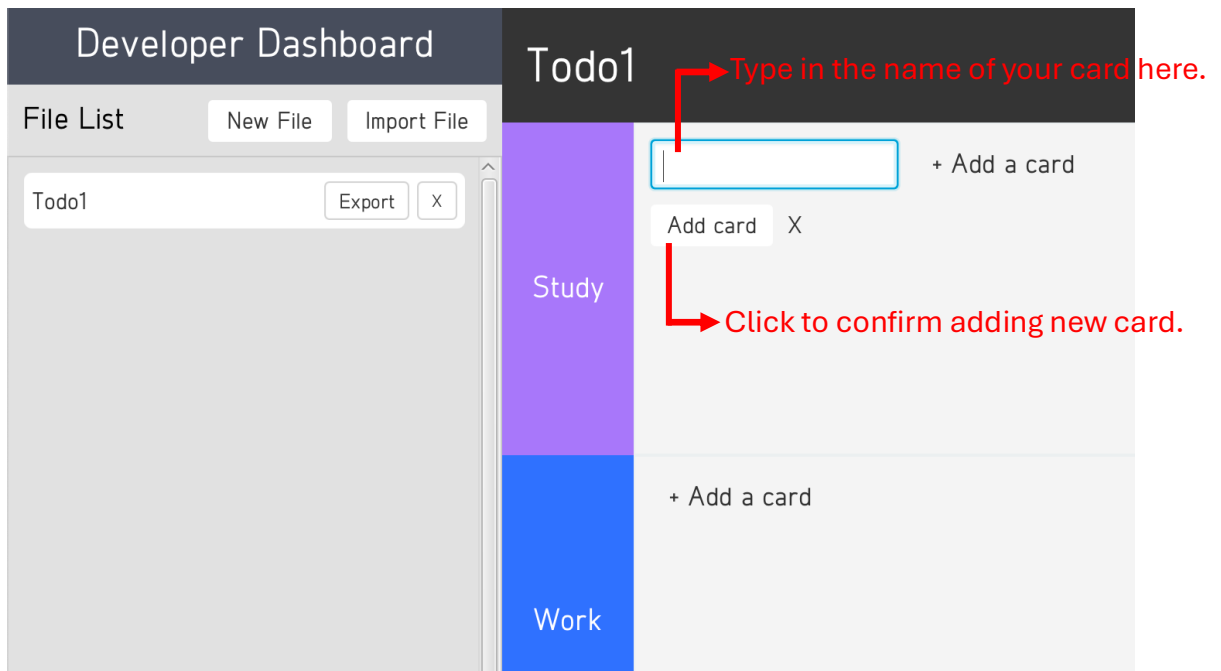 Developer Dashboard
File List
New File
Import File
Todo1
Export
X
Todo1
Type in the name of your card here.
+ Add a card
Add card
X
Study
Click to confirm adding new card.
+ Add a card
Work